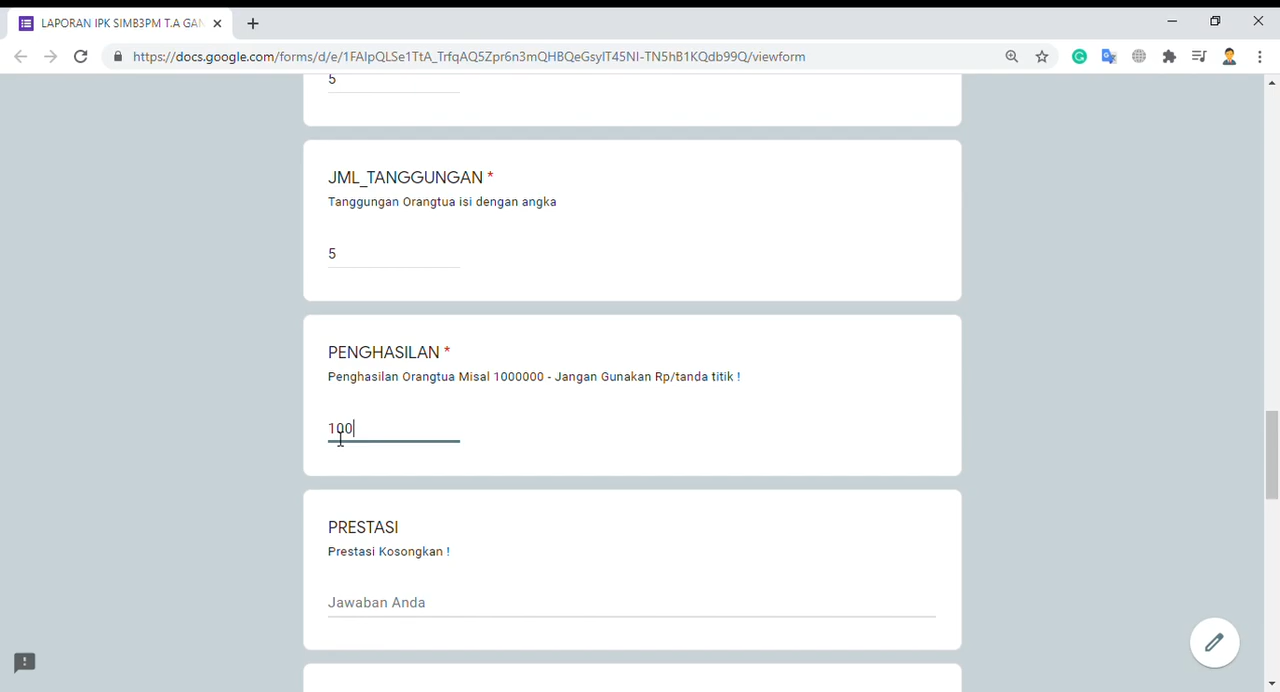 LAPORAN IPK SIMB3PM T.A GAN
https://docs.google.com/forms/d/e/1FAIpQLSe1TtA_TrfqAQ5Zpr6n3mQHBQeGsyIT45NI-TN5hB1KQdb99Q/viewform
5
JML_TANGGUNGAN *
Tanggungan Orangtua isi dengan angka
5
PENGHASILAN *
Penghasilan Orangtua Misal 1000000 - Jangan Gunakan Rp/tanda titik !
100
PRESTASI
Prestasi Kosongkan !
Jawaban Anda